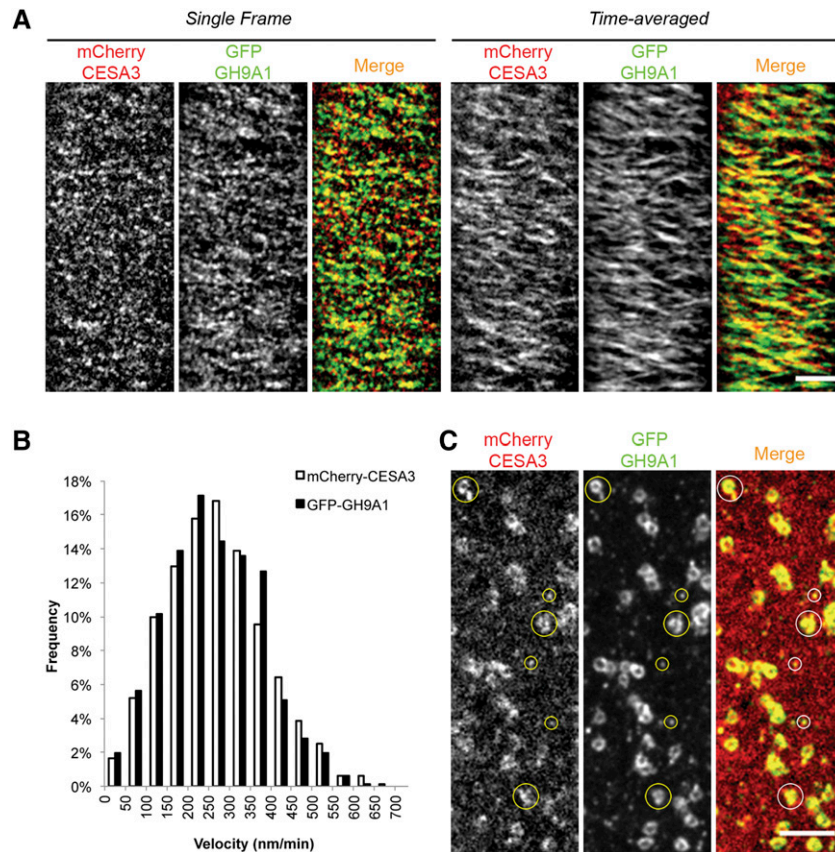 A
Single Frame
Time-averaged
mCherry CESA3
GFP GH9A1
Merge
mCherry CESA3
GFP GH9A1
Merge
B
mCherry-CESA3
GFP-GH9A1
Frequency
18%
16%
14%
12%
10%
8%
6%
4%
2%
0%
0 50 100 150 200 250 300 350 400 450 500 550 600 700
Velocity (nm/min)
C
mCherry CESA3
GFP GH9A1
Merge